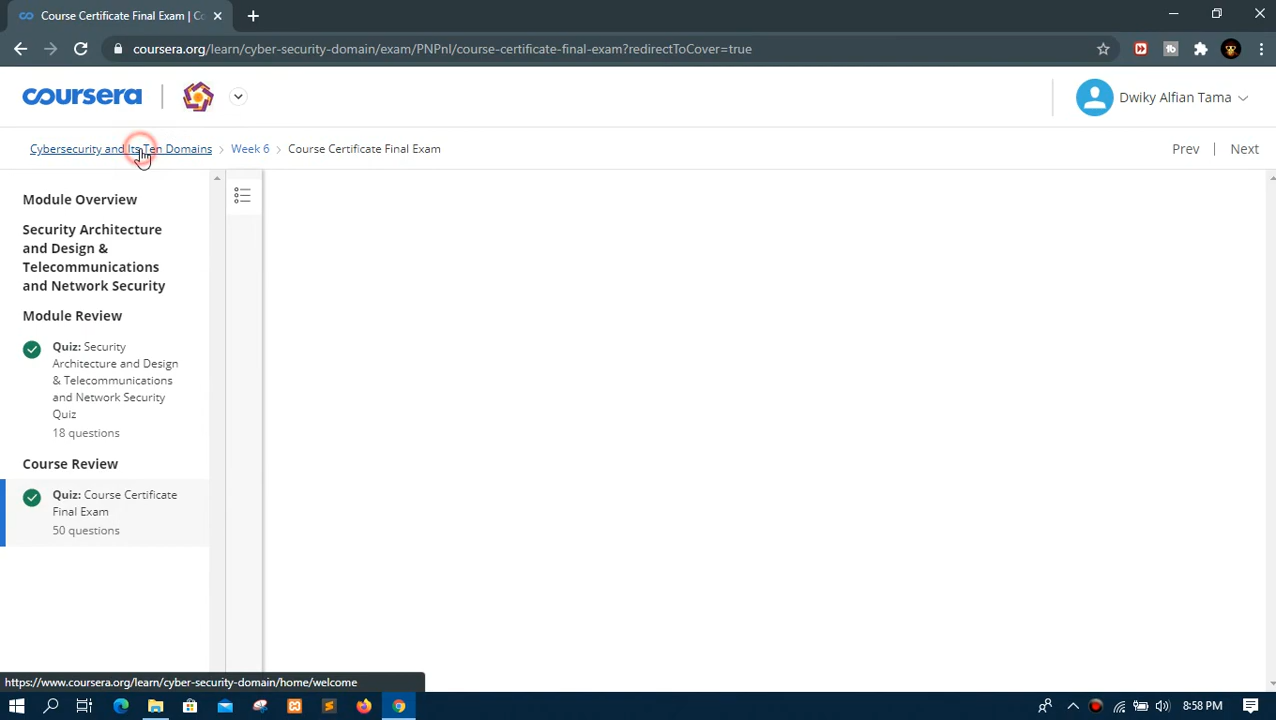 Course Certificate Final Exam | Co
coursera.org/learn/cyber-security-domain/exam/PNPnI/course-certificate-final-exam?redirectToCover=true
coursera
Dwiky Alfian Tama
Cybersecurity and Its Ten Domains > Week 6 > Course Certificate Final Exam
Prev | Next
Module Overview
Security Architecture
and Design &
Telecommunications
and Network Security
Module Review
Quiz: Security
Architecture and Design
& Telecommunications
and Network Security
Quiz
18 questions
Course Review
Quiz: Course Certificate
Final Exam
50 questions
https://www.coursera.org/learn/cyber-security-domain/home/welcome
8:58 PM